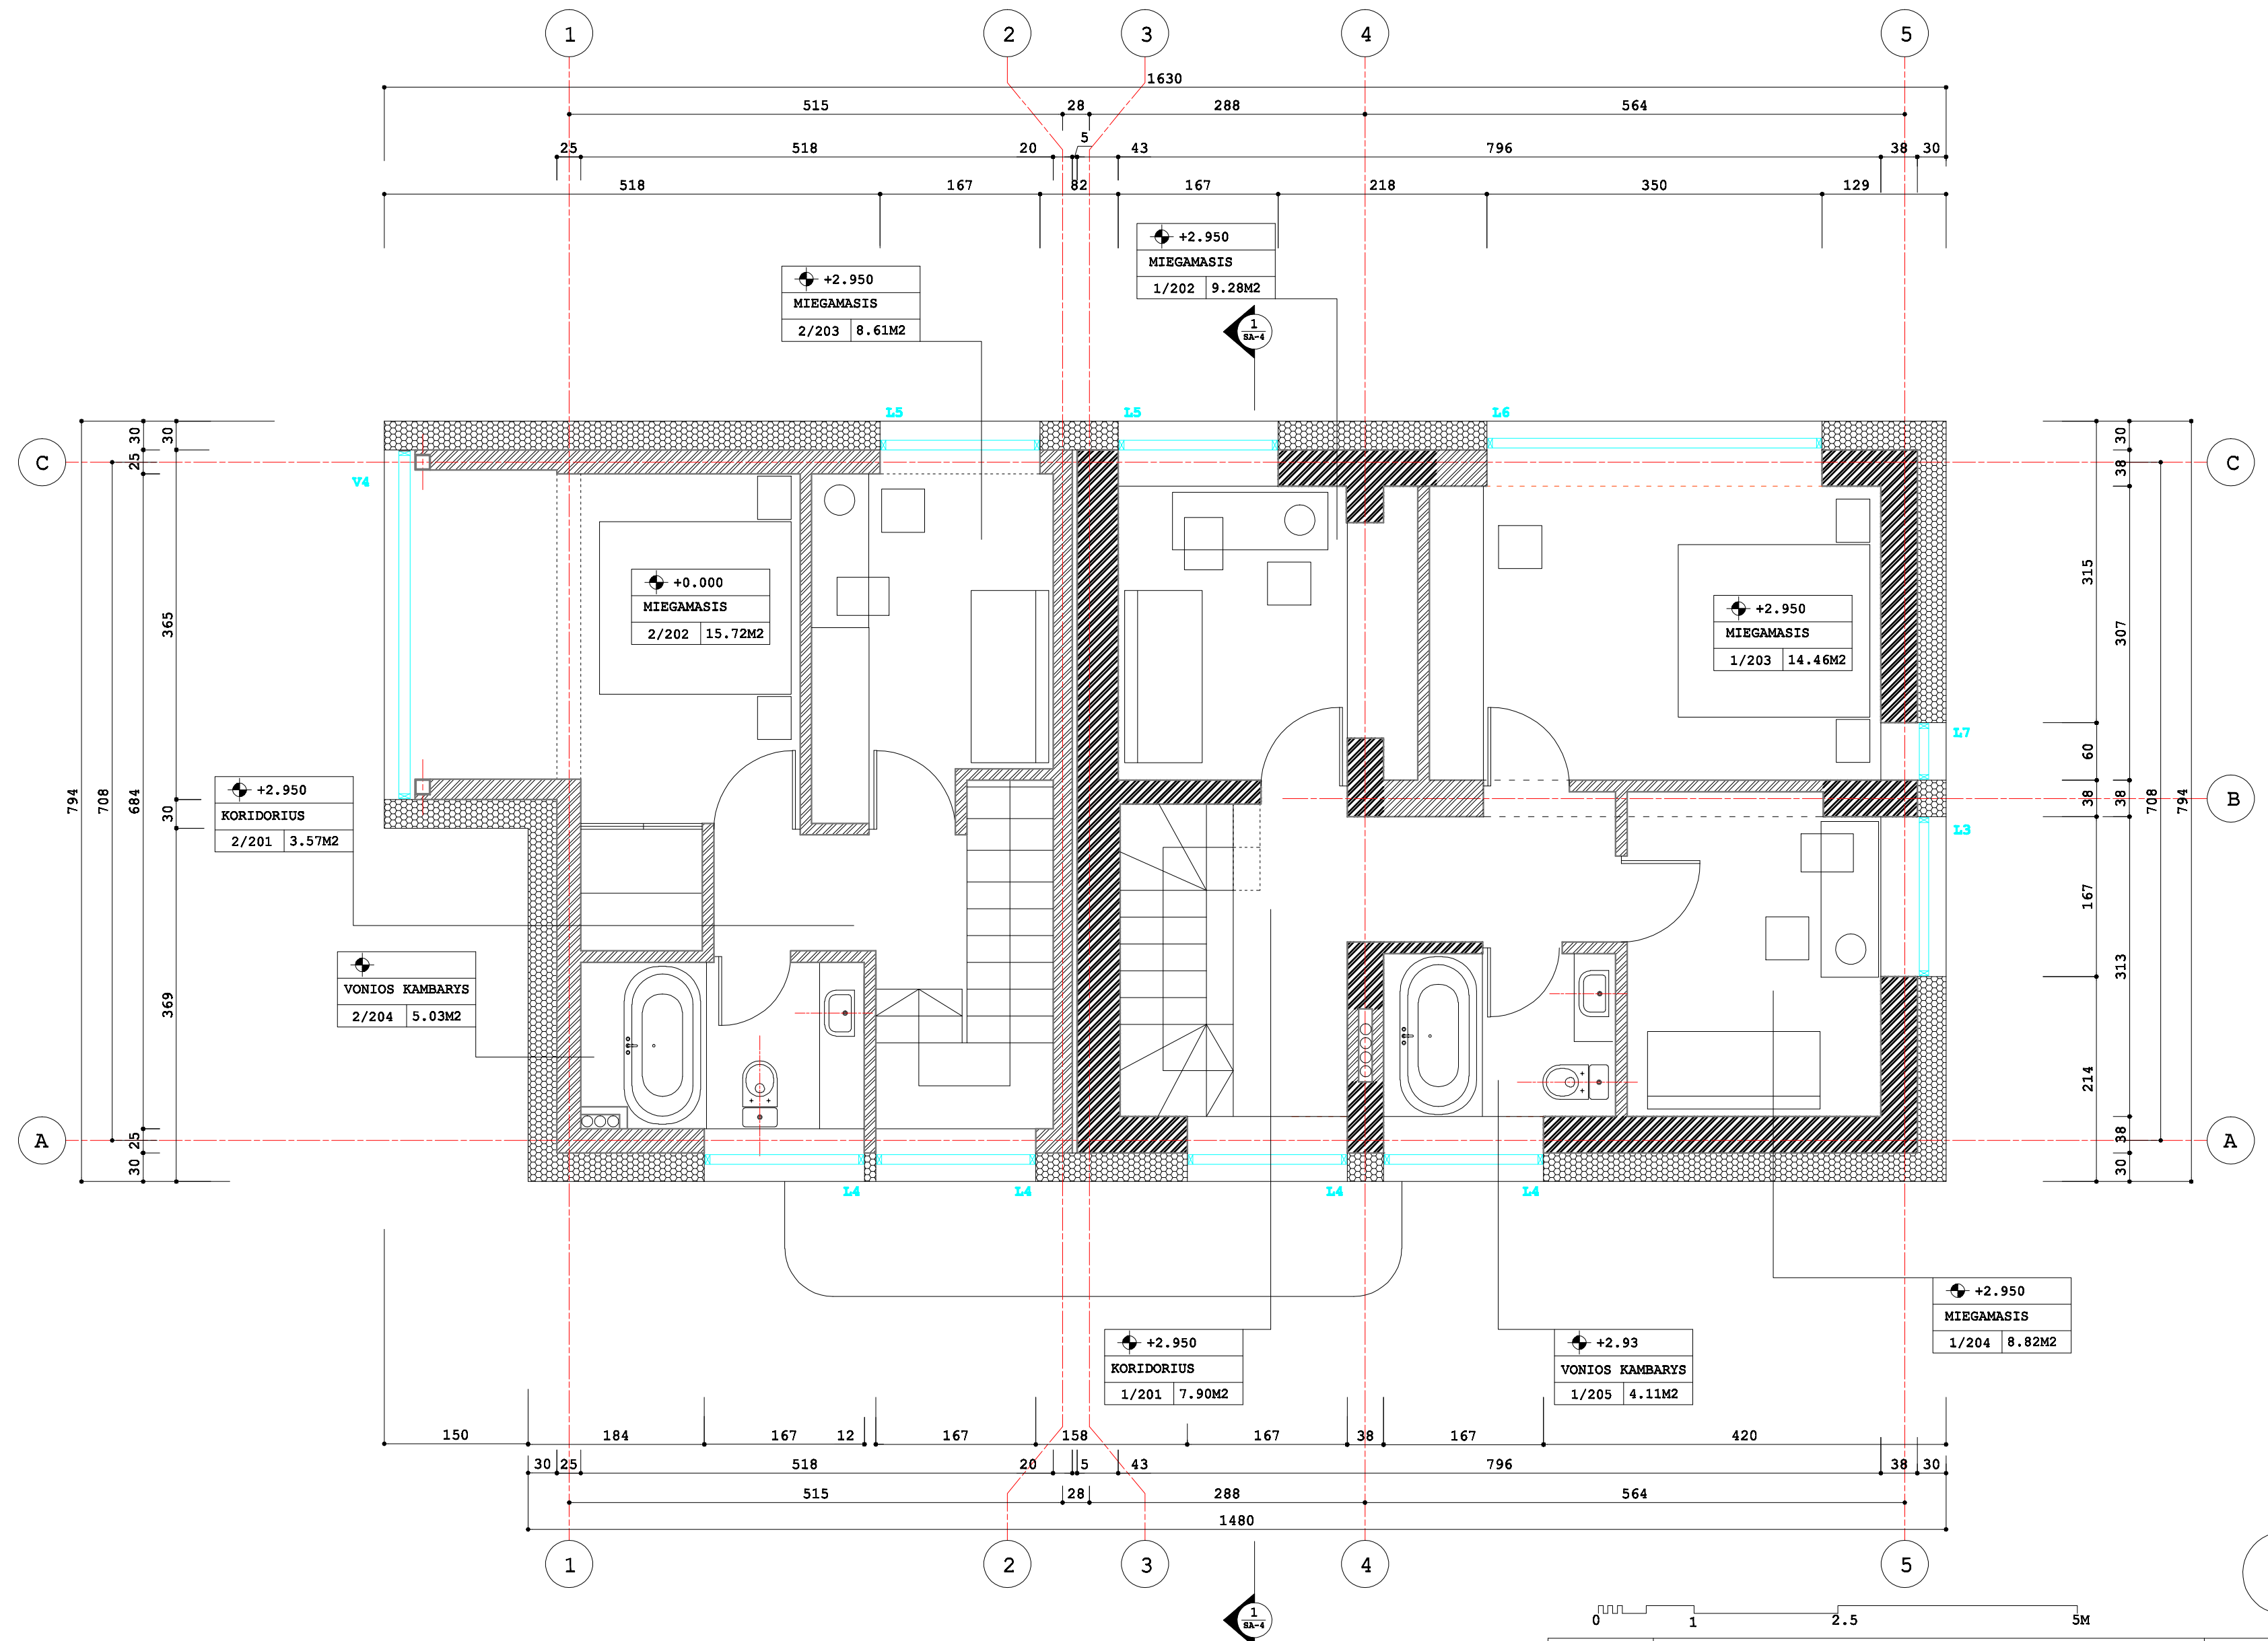 1 2 3 4 5
1630
515 28 288 564
5
25 518 20 43 796 38 30
518 167 82 167 218 350 129
+2.950
MIEGAMASIS
1/202 9.28M2
+2.950
MIEGAMASIS
2/203 8.61M2
1
SA-4
L5 L5 L6
C C
V4
30 30
25
365
30
369
794 708 684
25
30
30
38
315
307
60
38 38
167
313
214
38
30
708 794
+0.000
MIEGAMASIS
2/202 15.72M2
+2.950
MIEGAMASIS
1/203 14.46M2
L7
B
L3
+2.950
KORIDORIUS
2/201 3.57M2
VONIOS KAMBARYS
2/204 5.03M2
A A
L4 L4 L4 L4
+2.950
MIEGAMASIS
1/204 8.82M2
+2.950
KORIDORIUS
1/201 7.90M2
+2.93
VONIOS KAMBARYS
1/205 4.11M2
150 184 167 12 167 158 167 38 167 420
30 25 518 20 5 43 796 38 30
515 28 288 564
1480
1 2 3 4 5
1
SA-4
0 1 2.5 5M